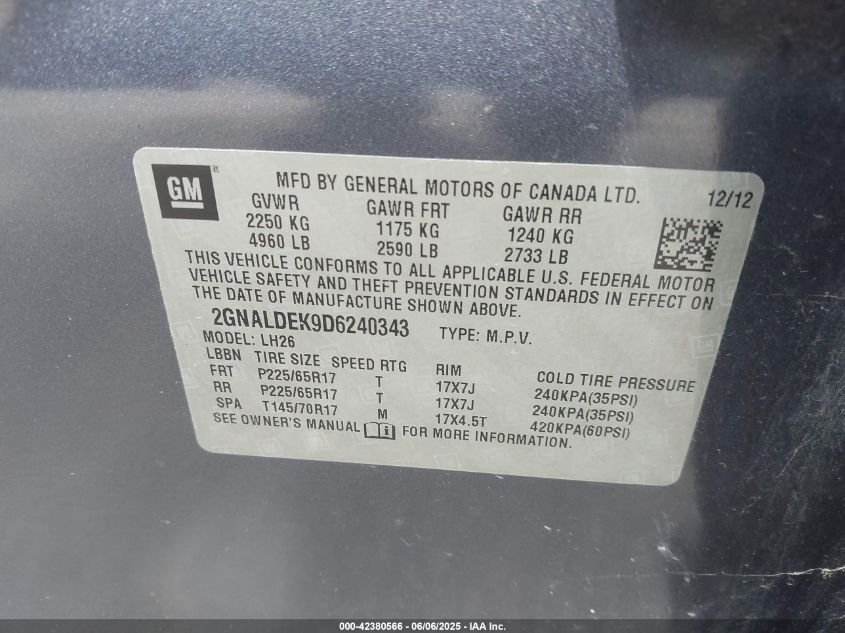 GM ®
MFD BY GENERAL MOTORS OF CANADA LTD. 12/12
GVWR GAWR FRT GAWR RR
2250 KG 1175 KG 1240 KG
4960 LB 2590 LB 2733 LB
THIS VEHICLE CONFORMS TO ALL APPLICABLE U.S. FEDERAL MOTOR
VEHICLE SAFETY AND THEFT PREVENTION STANDARDS IN EFFECT ON
THE DATE OF MANUFACTURE SHOWN ABOVE.
2GNALDEK9D6240343 TYPE: M.P.V.
MODEL: LH26
LBBN TIRE SIZE SPEED RTG RIM COLD TIRE PRESSURE
FRT P225/65R17 T 17X7J 240KPA(35PSI)
RR P225/65R17 T 17X7J 240KPA(35PSI)
SPA T145/70R17 M 17X4.5T 420KPA(60PSI)
SEE OWNER'S MANUAL FOR MORE INFORMATION.
000-42380566 - 06/06/2025 - IAA Inc.